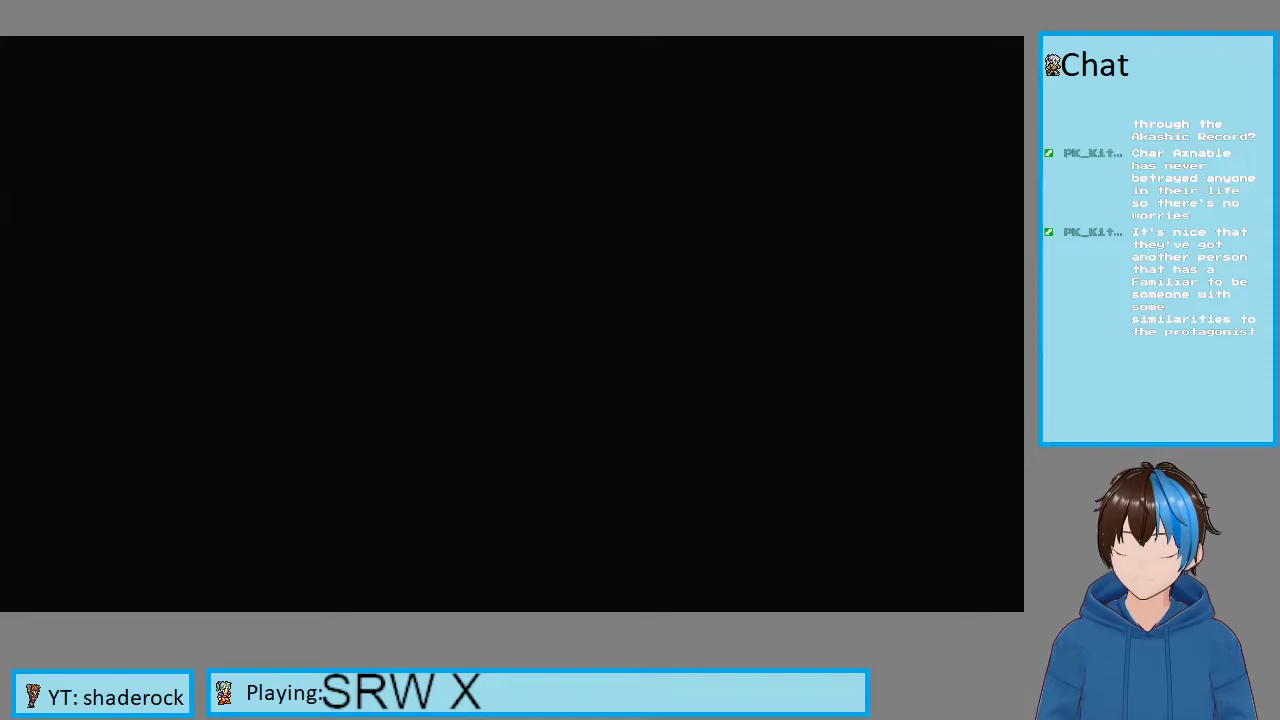 Chat
through the
Akashic Record?
PK_Kit… Char Aznable
has never
betrayed anyone
in their life
so there's no
worries
PK_Kit… It's nice that
they've got
another person
that has a
Familiar to be
someone with
some
similarities to
the protagonist
YT: shaderock
Playing:SRW X